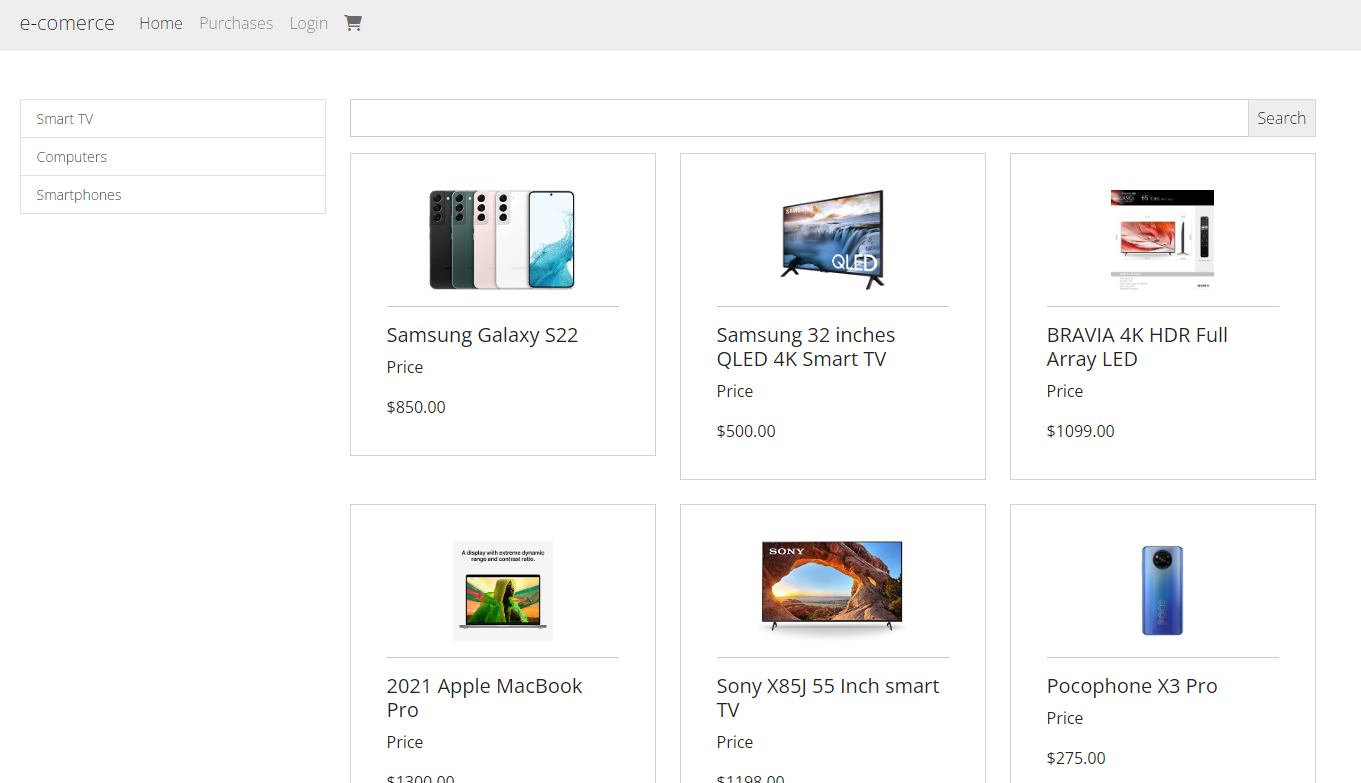 e-comerce Home Purchases Login
Smart TV
Computers
Smartphones
Search
SAMSUNG
QLED
65"
Samsung Galaxy S22
Price
$850.00
Samsung 32 inches
QLED 4K Smart TV
Price
$500.00
BRAVIA 4K HDR Full
Array LED
Price
$1099.00
A display with extreme dynamic
range and contrast ratio.
SONY
2021 Apple MacBook
Pro
Price
$1300.00
Sony X85J 55 Inch smart
TV
Price
$1198.00
Pocophone X3 Pro
Price
$275.00